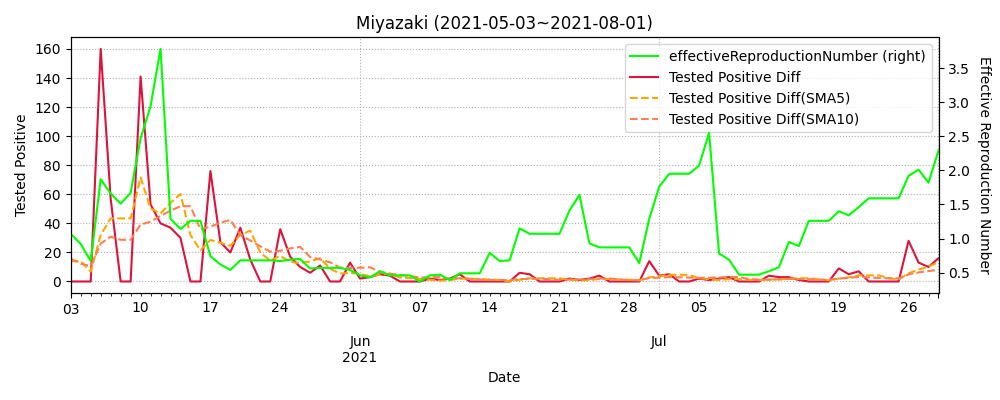 Miyazaki (2021-05-03~2021-08-01)
effectiveReproductionNumber (right)
Tested Positive Diff
Tested Positive Diff(SMA5)
Tested Positive Diff(SMA10)
Tested Positive
160
140
120
100
80
60
40
20
0
Effective Reproduction Number
3.5
3.0
2.5
2.0
1.5
1.0
0.5
03 10 17 24 31 07 14 21 28 05 12 19 26
Jun Jul
2021
Date